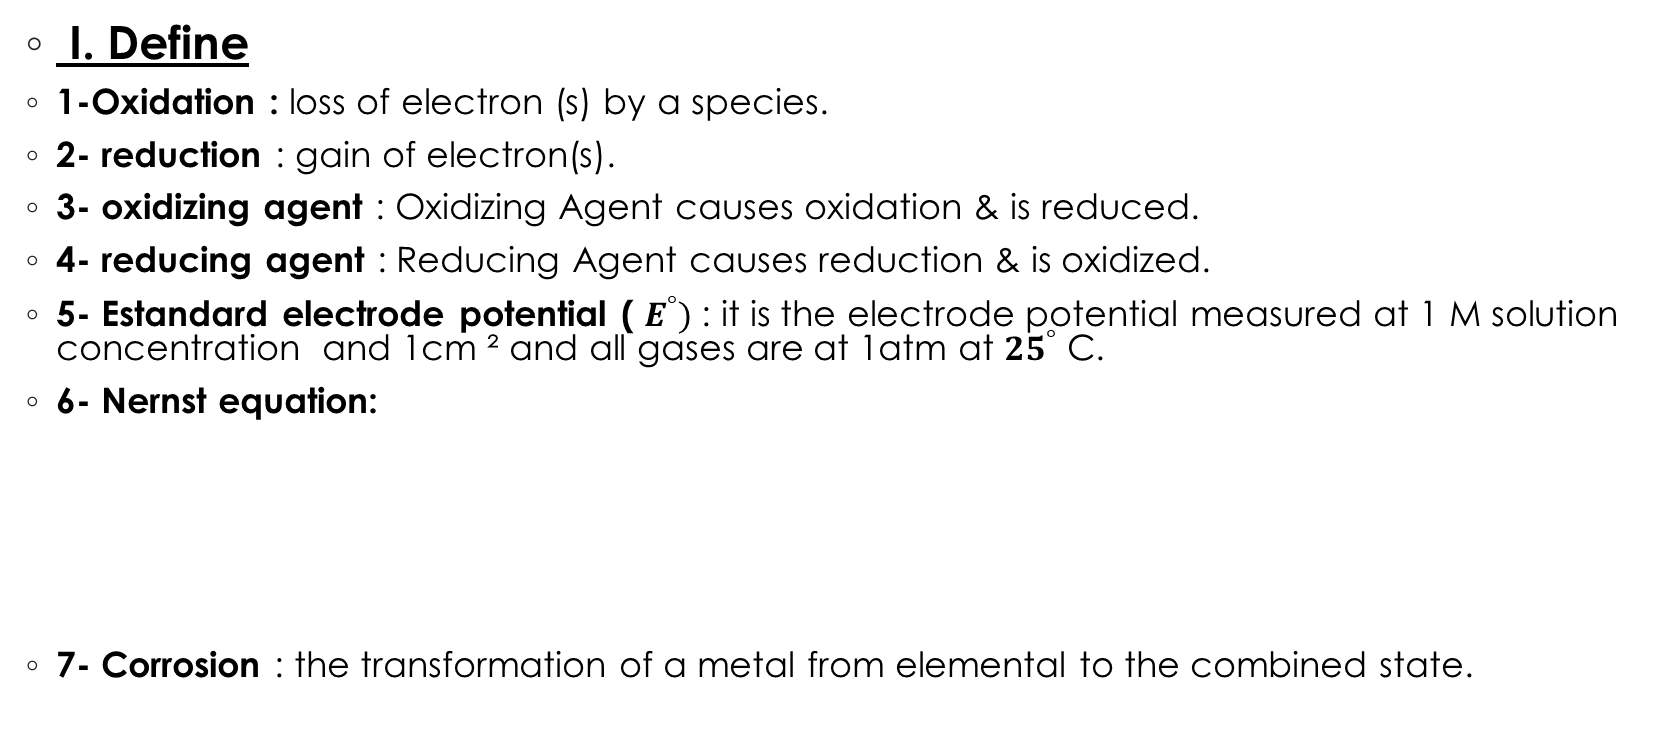 ◦ I. Define
◦ 1-Oxidation : loss of electron (s) by a species.
◦ 2- reduction : gain of electron(s).
◦ 3- oxidizing agent : Oxidizing Agent causes oxidation & is reduced.
◦ 4- reducing agent : Reducing Agent causes reduction & is oxidized.
◦ 5- Estandard electrode potential ( E°) : it is the electrode potential measured at 1 M solution
concentration and 1cm ² and all gases are at 1atm at 25° C.
◦ 6- Nernst equation:
◦ 7- Corrosion : the transformation of a metal from elemental to the combined state.